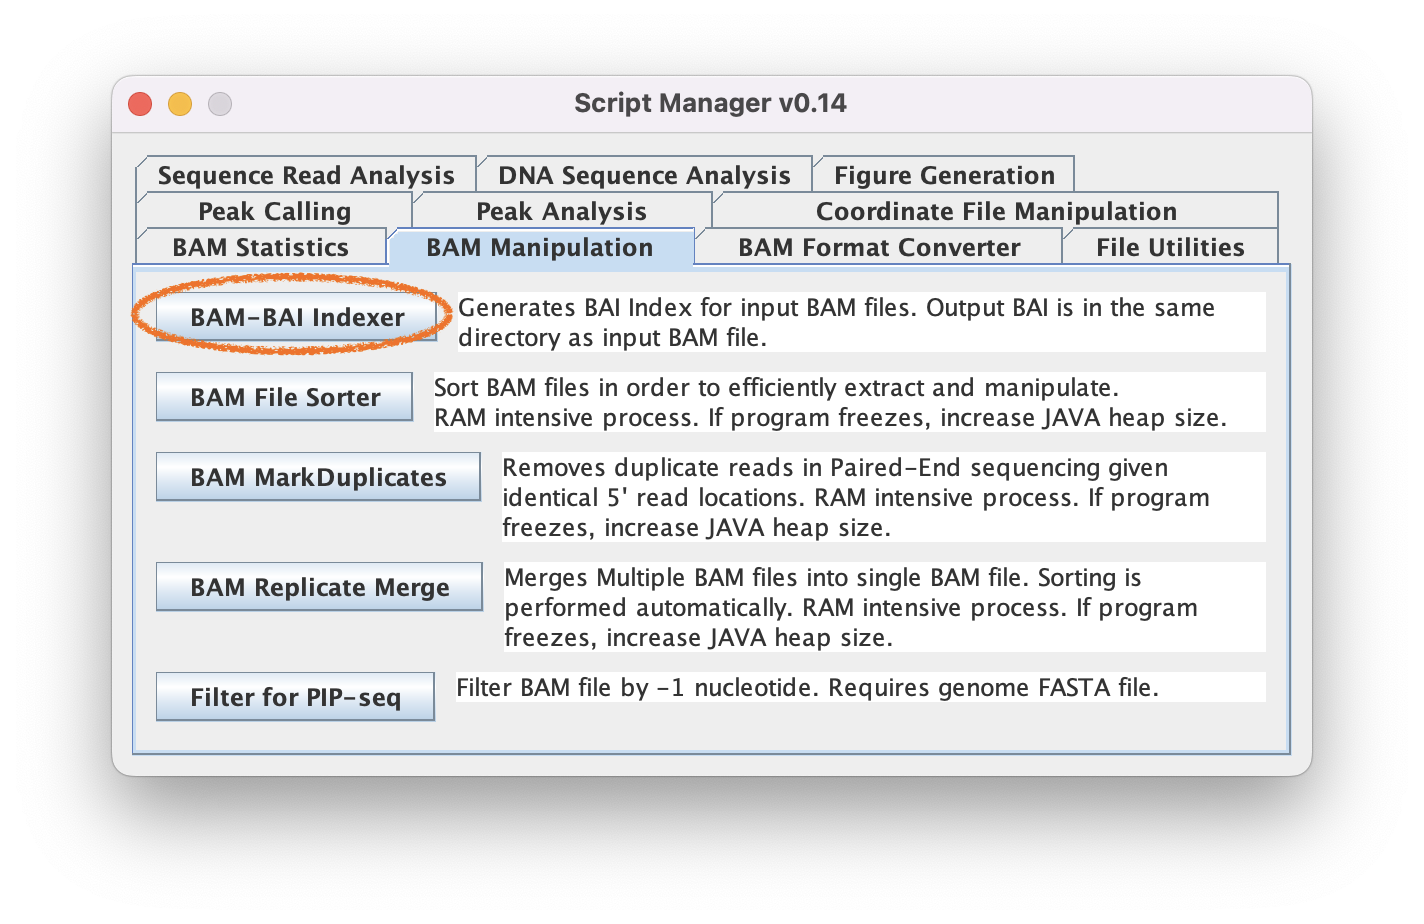 Script Manager v0.14
Sequence Read Analysis
DNA Sequence Analysis
Figure Generation
Peak Calling
Peak Analysis
Coordinate File Manipulation
BAM Statistics
BAM Manipulation
BAM Format Converter
File Utilities
BAM-BAI Indexer
Generates BAI Index for input BAM files. Output BAI is in the same
directory as input BAM file.
BAM File Sorter
Sort BAM files in order to efficiently extract and manipulate.
RAM intensive process. If program freezes, increase JAVA heap size.
BAM MarkDuplicates
Removes duplicate reads in Paired-End sequencing given
identical 5' read locations. RAM intensive process. If program
freezes, increase JAVA heap size.
BAM Replicate Merge
Merges Multiple BAM files into single BAM file. Sorting is
performed automatically. RAM intensive process. If program
freezes, increase JAVA heap size.
Filter for PIP-seq
Filter BAM file by -1 nucleotide. Requires genome FASTA file.